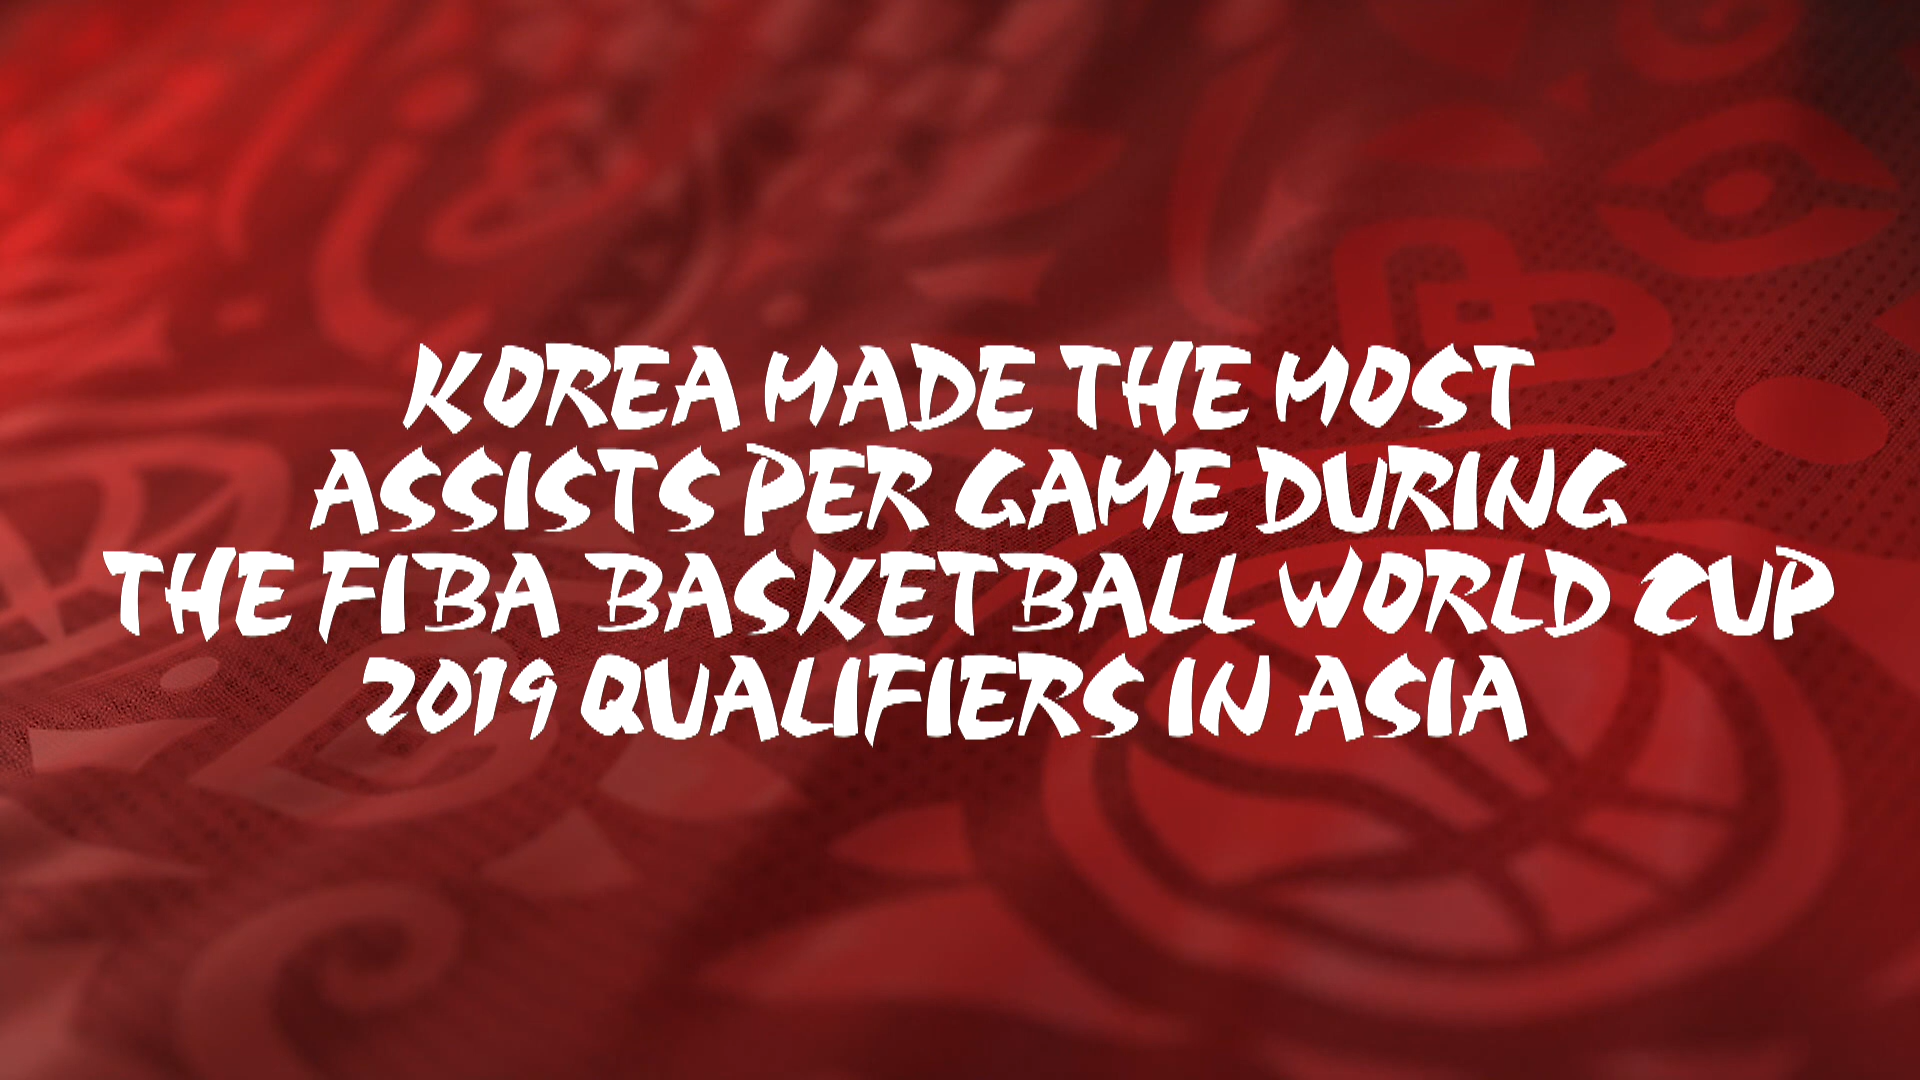 KOREA MADE THE MOST
ASSISTS PER GAME DURING
THE FIBA BASKETBALL WORLD CUP
2019 QUALIFIERS IN ASIA